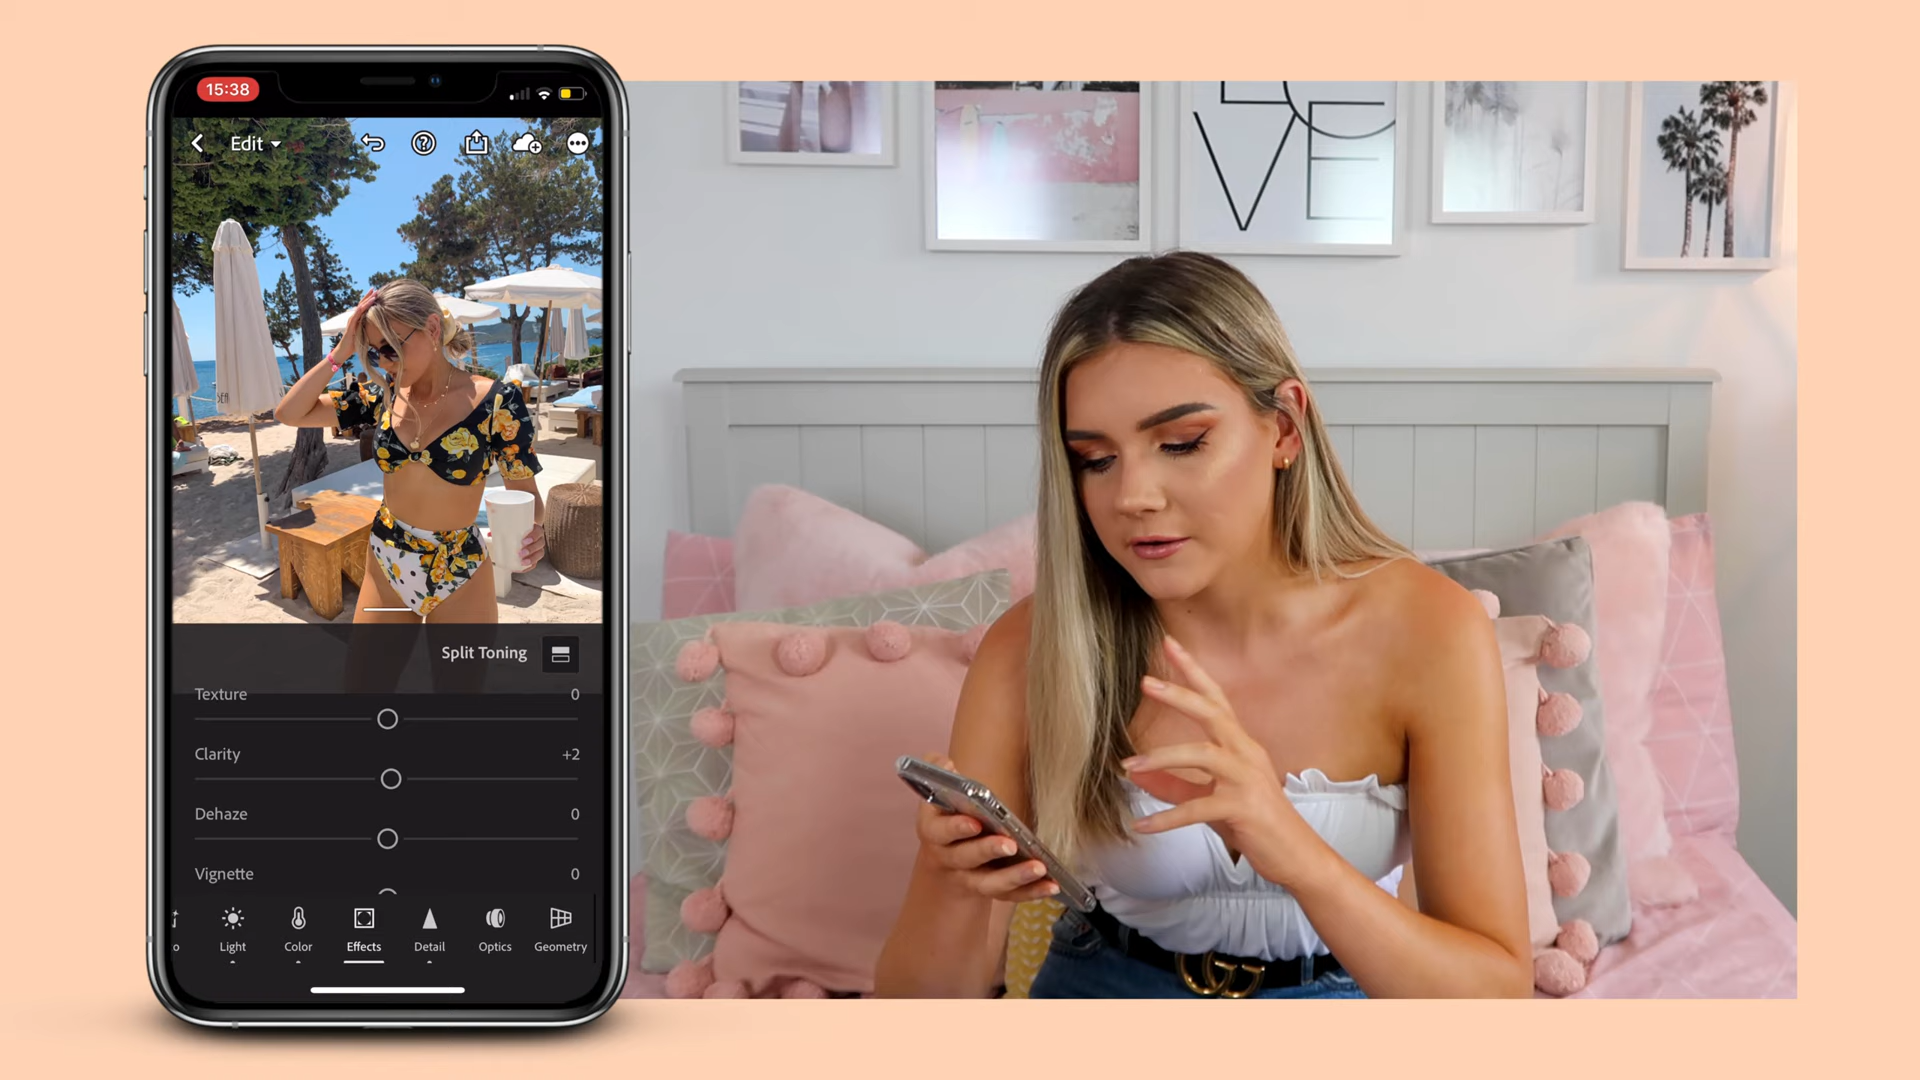 15:38
Edit
Split Toning
Texture 0
Clarity +2
Dehaze 0
Vignette 0
o Light Color Effects Detail Optics Geometry